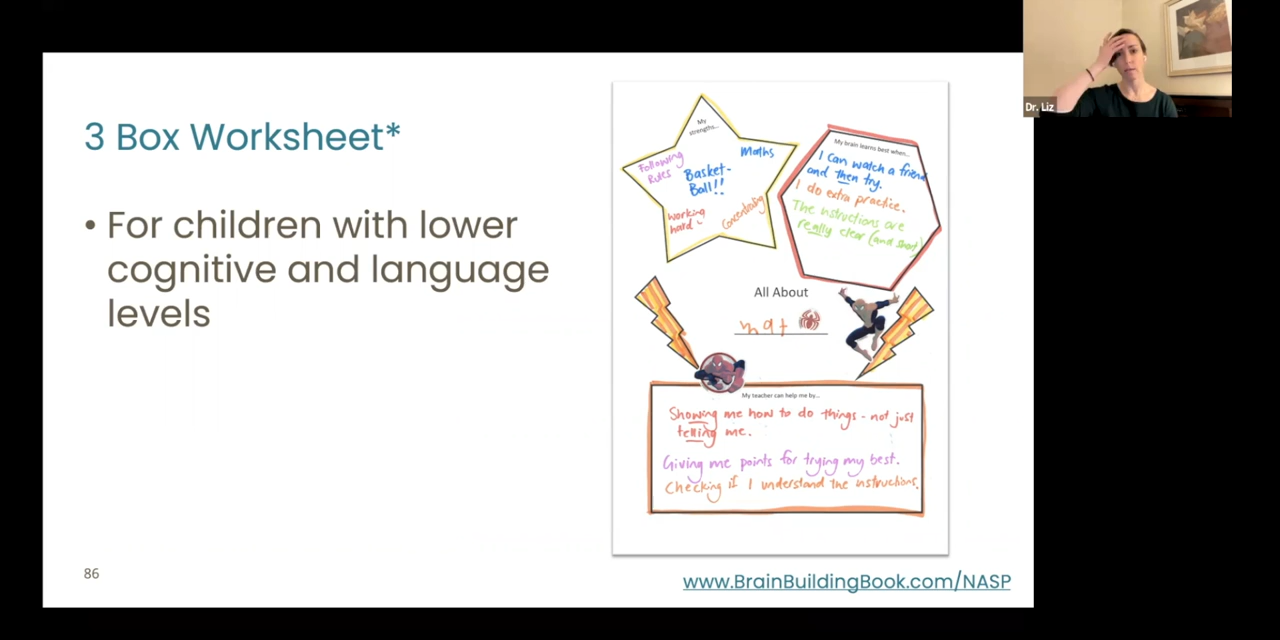 Dr. Liz
3 Box Worksheet*
• For children with lower
cognitive and language
levels
My
strengths...
Following
Rules
Maths
Basket-
Ball!!
Working
hard
Concentrating
My brain learns best when...
I can watch a friend
and then try.
I do extra practice.
The instructions are
really clear (and short)
All About
mat
My teacher can help me by...
Showing me how to do things - not just
telling me.
Giving me points for trying my best.
Checking if I understand the instructions.
86
www.BrainBuildingBook.com/NASP